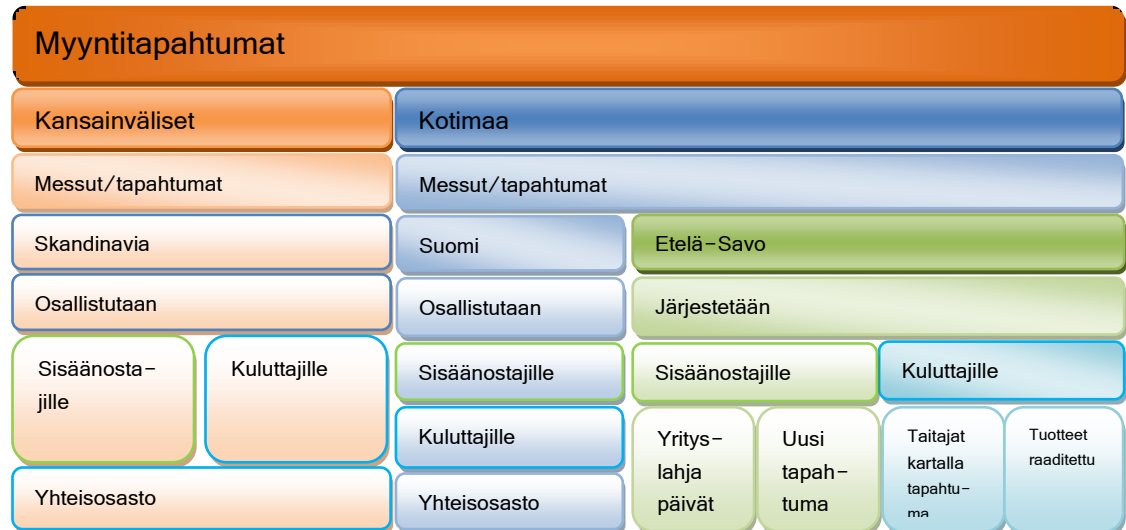 Myyntitapahtumat
Kansainväliset
Kotimaa
Messut/tapahtumat
Messut/tapahtumat
Skandinavia
Suomi
Etelä-Savo
Osallistutaan
Osallistutaan
Järjestetään
Sisäänosta-
jille
Kuluttajille
Sisäänostajille
Sisäänostajille
Kuluttajille
Kuluttajille
Yritys-
lahja
päivät
Uusi
tapah-
tuma
Taitajat
kartalla
tapahtu-
ma
Tuotteet
raaditettu
Yhteisosasto
Yhteisosasto